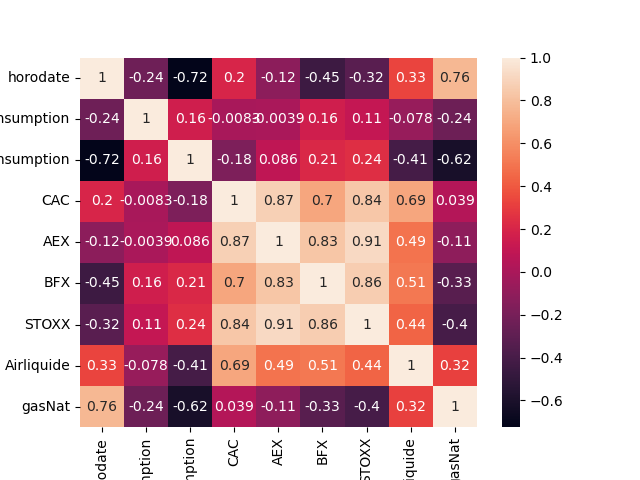 horodate 1 -0.24 -0.72 0.2 -0.12 -0.45 -0.32 0.33 0.76
nsumption -0.24 1 0.16 -0.0083 -0.0039 0.16 0.11 -0.078 -0.24
nsumption -0.72 0.16 1 -0.18 0.086 0.21 0.24 -0.41 -0.62
CAC 0.2 -0.0083 -0.18 1 0.87 0.7 0.84 0.69 0.039
AEX -0.12 -0.0039 0.086 0.87 1 0.83 0.91 0.49 -0.11
BFX -0.45 0.16 0.21 0.7 0.83 1 0.86 0.51 -0.33
STOXX -0.32 0.11 0.24 0.84 0.91 0.86 1 0.44 -0.4
Airliquide 0.33 -0.078 -0.41 0.69 0.49 0.51 0.44 1 0.32
gasNat 0.76 -0.24 -0.62 0.039 -0.11 -0.33 -0.4 0.32 1
odate
mption
mption
CAC
AEX
BFX
STOXX
iquide
asNat
1.0
0.8
0.6
0.4
0.2
0.0
−0.2
−0.4
−0.6